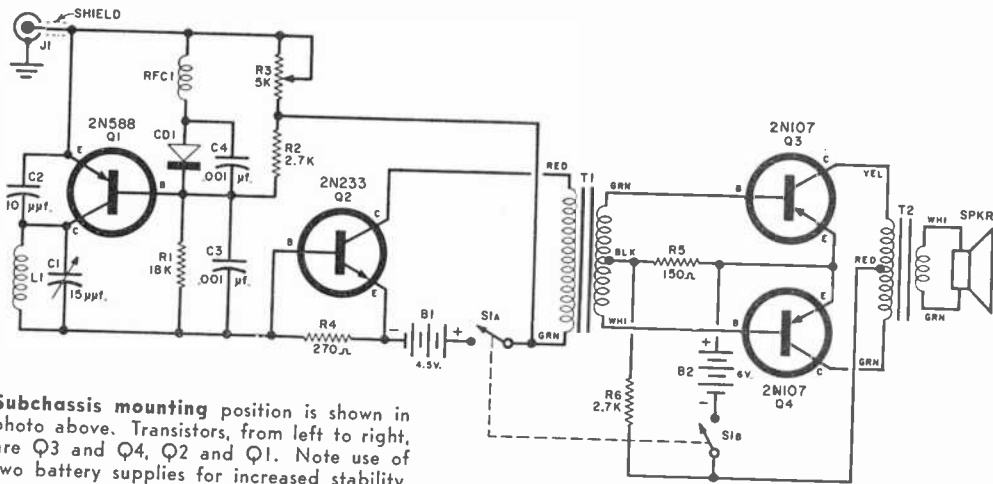 SHIELD
J1
RFC1
R3
5K
2N588
Q1
CD1
C4
.001 µf.
R2
2.7K
2N233
Q2
E
B
C
C2
10 µµf.
L1
C1
15µµf.
R1
18K
C3
.001 µf.
C
B
E
R4
270Ω
−
B1
+
4.5V.
S1A
RED
T1
GRN
GRN
BLK
WHI
R5
150Ω
R6
2.7K
2N107
Q3
C
B
E
YEL
T2
RED
WHI
GRN
SPKR
E
B
C
GRN
2N107
Q4
+
B2
6V.
−
S1B
Subchassis mounting position is shown in
photo above. Transistors, from left to right,
are Q3 and Q4, Q2 and Q1. Note use of
two battery supplies for increased stability.